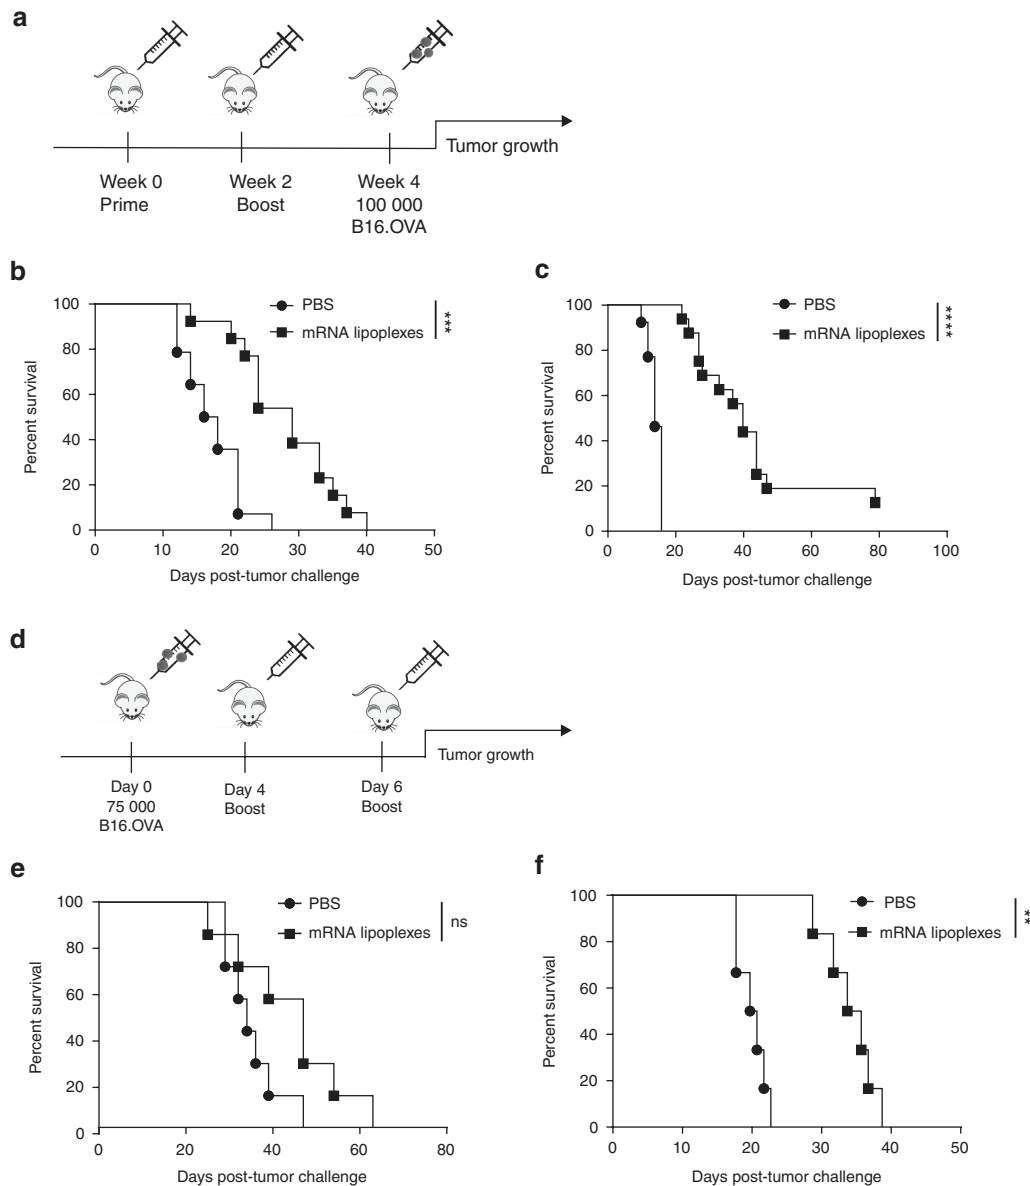 a
Week 0
Prime
Week 2
Boost
Week 4
100 000
B16.OVA
Tumor growth
b
Percent survival
100
80
60
40
20
0
0 10 20 30 40 50
Days post-tumor challenge
PBS
mRNA lipoplexes
***
c
Percent survival
100
80
60
40
20
0
0 20 40 60 80 100
Days post-tumor challenge
PBS
mRNA lipoplexes
****
d
Day 0
75 000
B16.OVA
Day 4
Boost
Day 6
Boost
Tumor growth
e
Percent survival
100
80
60
40
20
0
0 20 40 60 80
Days post-tumor challenge
PBS
mRNA lipoplexes
ns
f
Percent survival
100
80
60
40
20
0
0 10 20 30 40 50
Days post-tumor challenge
PBS
mRNA lipoplexes
**